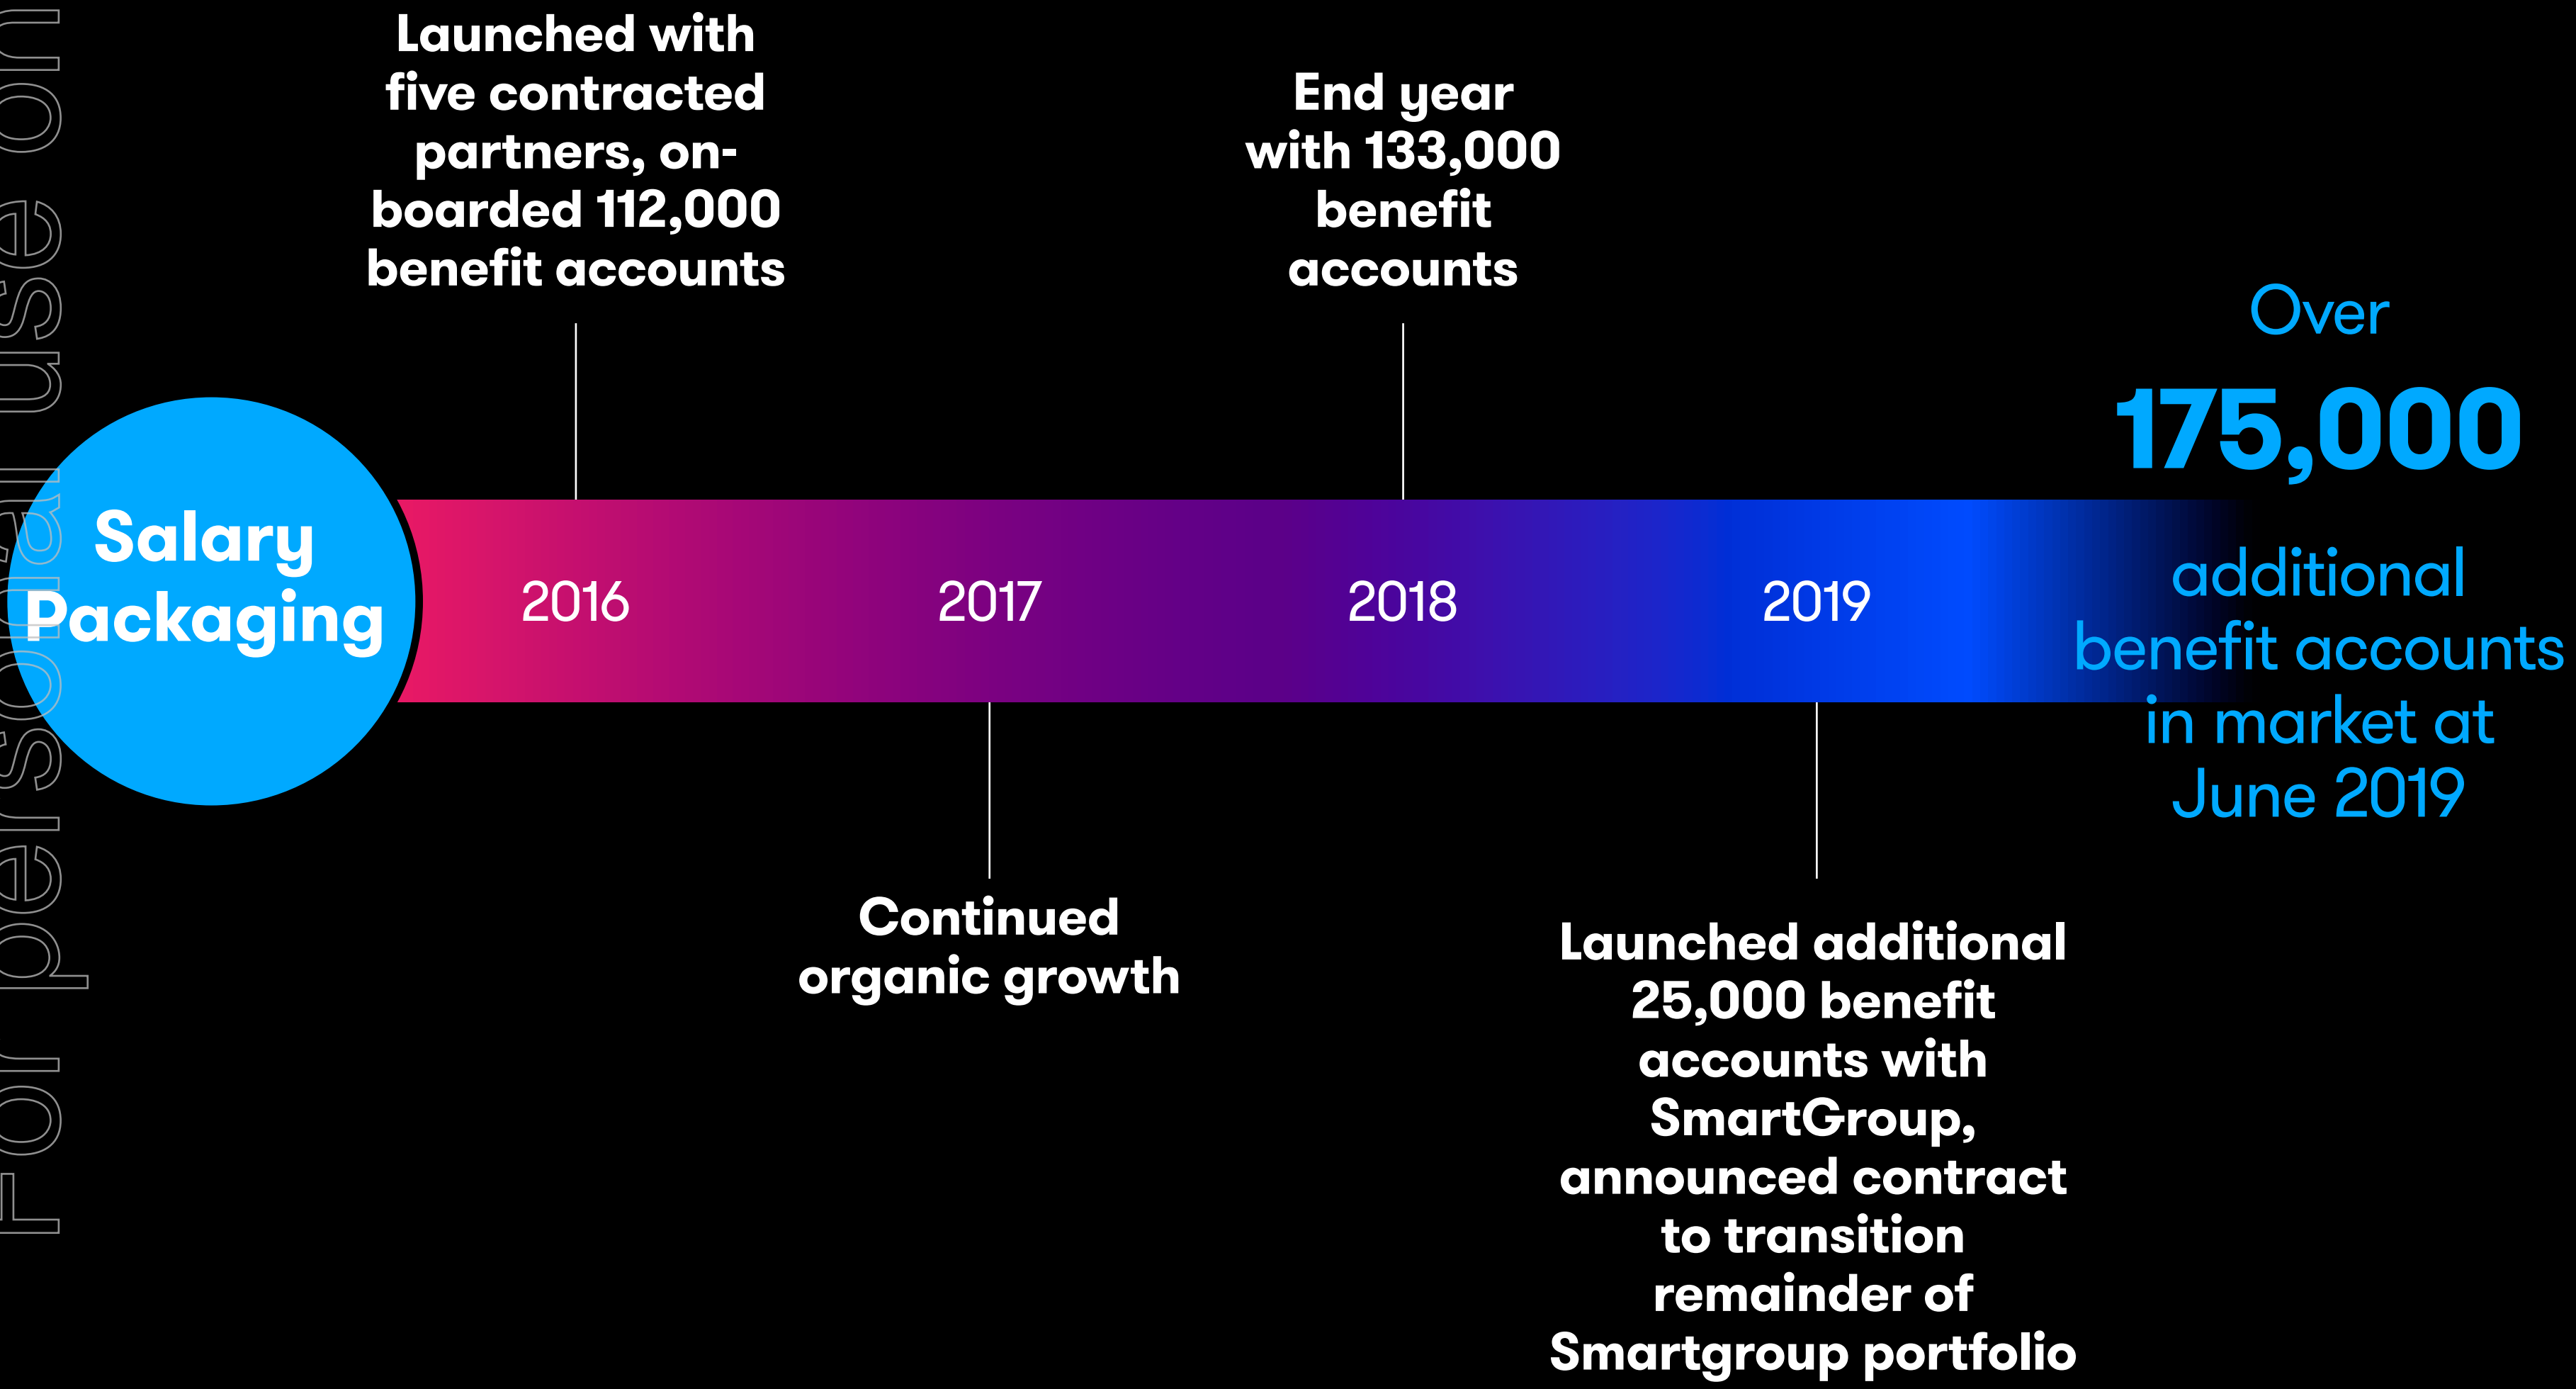 For personal use on
Launched with
five contracted
partners, on-
boarded 112,000
benefit accounts
End year
with 133,000
benefit
accounts
Over
175,000
additional
benefit accounts
in market at
June 2019
Salary
Packaging
2016
2017
2018
2019
Continued
organic growth
Launched additional
25,000 benefit
accounts with
SmartGroup,
announced contract
to transition
remainder of
Smartgroup portfolio